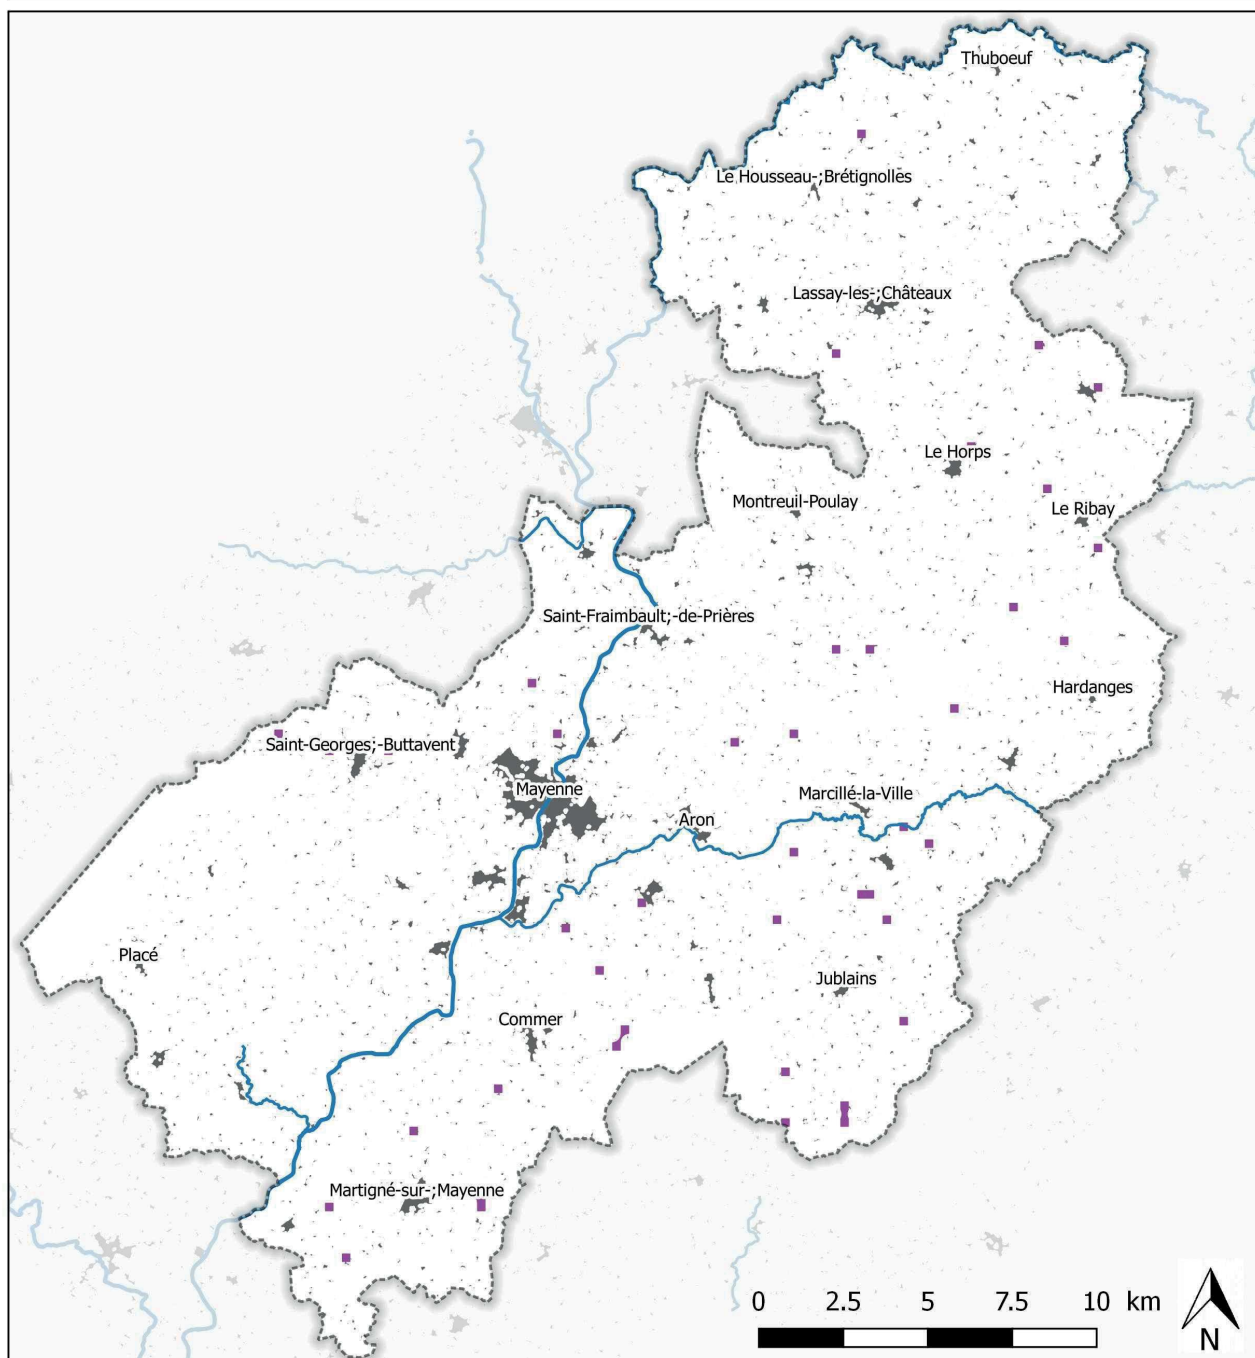 Thuboeuf
Le Housseau-;Brétignolles
Lassay-les-;Châteaux
Le Horps
Montreuil-Poulay
Le Ribay
Saint-Fraimbault;-de-Prières
Hardanges
Saint-Georges;-Buttavent
Mayenne
Marcillé-la-Ville
Aron
Placé
Jublains
Commer
Martigné-sur-;Mayenne
0 2.5 5 7.5 10 km
N